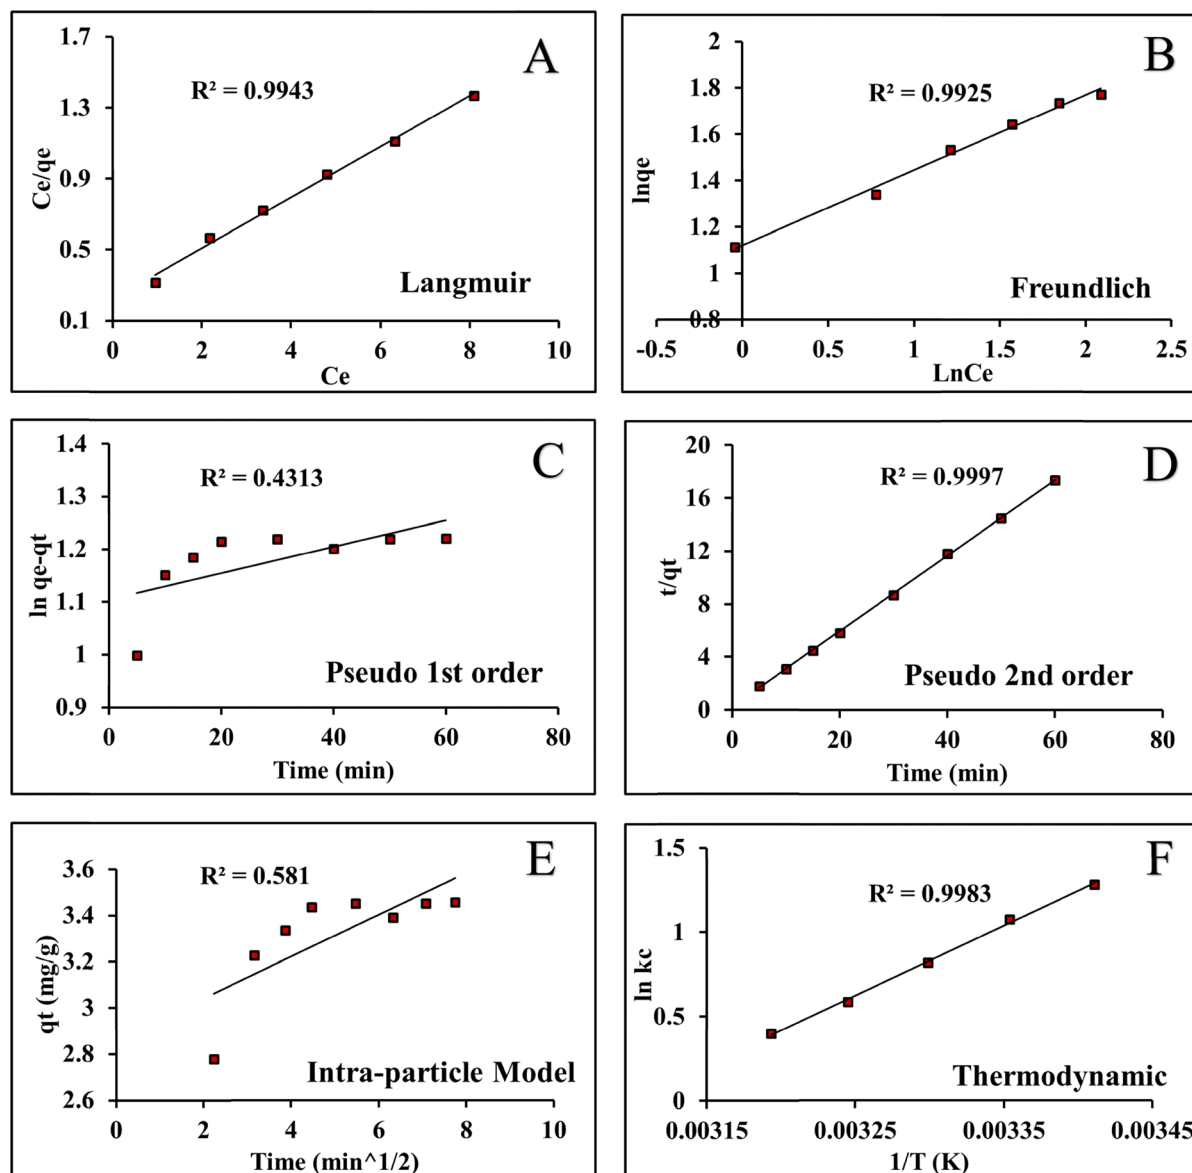 A
R² = 0.9943
Ce/qe
1.7
1.3
0.9
0.5
0.1
Langmuir
0 2 4 6 8 10
Ce
B
R² = 0.9925
lnqe
2
1.8
1.6
1.4
1.2
1
0.8
Freundlich
-0.5 0 0.5 1 1.5 2 2.5
LnCe
C
R² = 0.4313
ln qe-qt
1.4
1.3
1.2
1.1
1
0.9
Pseudo 1st order
0 20 40 60 80
Time (min)
D
R² = 0.9997
t/qt
20
16
12
8
4
0
Pseudo 2nd order
0 20 40 60 80
Time (min)
E
R² = 0.581
qt (mg/g)
3.6
3.4
3.2
3
2.8
2.6
Intra-particle Model
0 2 4 6 8 10
Time (min^1/2)
F
R² = 0.9983
ln kc
1.5
1
0.5
0
Thermodynamic
0.00315 0.00325 0.00335 0.00345
1/T (K)